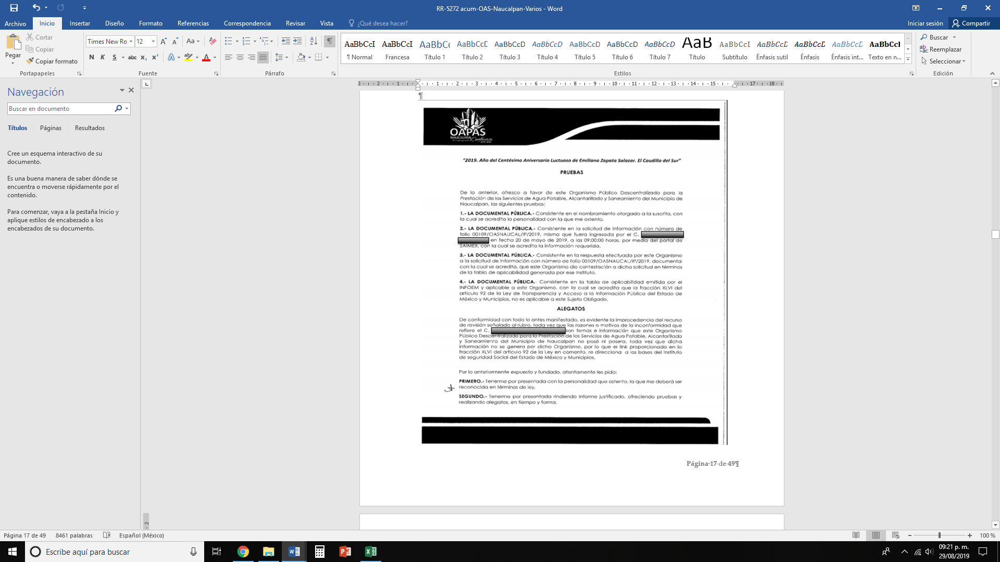 RR-5272 acum-OAS-Naucalpan-Varios - Word
Archivo Inicio Insertar Diseño Formato Referencias Correspondencia Revisar Vista ¿Qué desea hacer? Iniciar sesión Compartir
Pegar Cortar Copiar Copiar formato
Times New Ro 12
N K S abc x₂ x²
AaBbCcI AaBbCcI AaBbCc AaBbCcD AaBbCcD AaBbCcD AaBbCcD AaBbCcD AaBbCcD AaB AaBbCcI AaBbCcD AaBbCcD AaBbCcD AaBbCcI
¶ Normal Francesa Título 1 Título 2 Título 3 Título 4 Título 5 Título 6 Título 7 Título Subtítulo Énfasis sutil Énfasis Énfasis int... Texto en n...
Buscar
Reemplazar
Seleccionar
Portapapeles Fuente Párrafo Estilos Edición
Navegación
Buscar en documento
Títulos Páginas Resultados
Cree un esquema interactivo de su
documento.
Es una buena manera de saber dónde se
encuentra o moverse rápidamente por el
contenido.
Para comenzar, vaya a la pestaña Inicio y
aplique estilos de encabezado a los
encabezados de su documento.
3 2 1 1 2 3 4 5 6 7 8 9 10 11 12 13 14 15 17 18
¶
OAPAS
NAUCALPAN
"2019. Año del Centésimo Aniversario Luctuoso de Emiliano Zapata Salazar. El Caudillo del Sur"
PRUEBAS
De lo anterior, ofrezco a favor de este Organismo Público Descentralizado para la
Prestación de los Servicios de Agua Potable, Alcantarillado y Saneamiento del Municipio de
Naucalpan, las siguientes pruebas:
1.- LA DOCUMENTAL PÚBLICA.- Consistente en el nombramiento otorgado a la suscrita, con
la cual se acredita la personalidad con la que me ostento.
2.- LA DOCUMENTAL PÚBLICA.- Consistente en la solicitud de información con número de
folio 00109/OASNAUCAL/IP/2019, misma que fuera ingresada por el C.
en fecha 20 de mayo de 2019, a las 09:00:00 horas, por medio del portal de
SAIMEX, con la cual se acredita la información requerida.
3.- LA DOCUMENTAL PÚBLICA.- Consistente en la respuesta efectuada por este Organismo
a la solicitud de información con número de folio 00109/OASNAUCAL/IP/2019, documental
con la cual se acredita, que este Organismo dio contestación a dicha solicitud en términos
de la tabla de aplicabilidad generada por ese Instituto.
4.- LA DOCUMENTAL PÚBLICA.- Consistente en la tabla de aplicabilidad emitida por el
INFOEM y aplicable a este Organismo, con la cual se acredita que la fracción XLVI del
artículo 92 de la Ley de Transparencia y Acceso a la Información Pública del Estado de
México y Municipios, no es aplicable a este Sujeto Obligado.
ALEGATOS
De conformidad con todo lo antes manifestado, es evidente la improcedencia del recurso
de revisión señalado al rubro, toda vez que las razones o motivos de la inconformidad que
refiere el C. son temas e información que este Organismo
Público Descentralizado para la Prestación de los Servicios de Agua Potable, Alcantarillado
y Saneamiento del Municipio de Naucalpan no posé ni posera, toda vez que dicha
información no se genera por dicho Organismo, por lo que el link proporcionado en la
fracción XLVI del artículo 92 de la Ley en comento, re direcciona a las bases del Instituto
de seguridad Social del Estado de México y Municipios.
Por lo anteriormente expuesto y fundado, atentamente les pido:
PRIMERO.- Tenerme por presentada con la personalidad que ostento, la que me deberá ser
reconocida en términos de ley.
SEGUNDO.- Tenerme por presentada rindiendo informe justificado, ofreciendo pruebas y
realizando alegatos, en tiempo y forma.
Página·17·de·49¶
2
Página 17 de 49 8461 palabras Español (México) 100 %
Escribe aquí para buscar
09:21 p. m.
29/08/2019